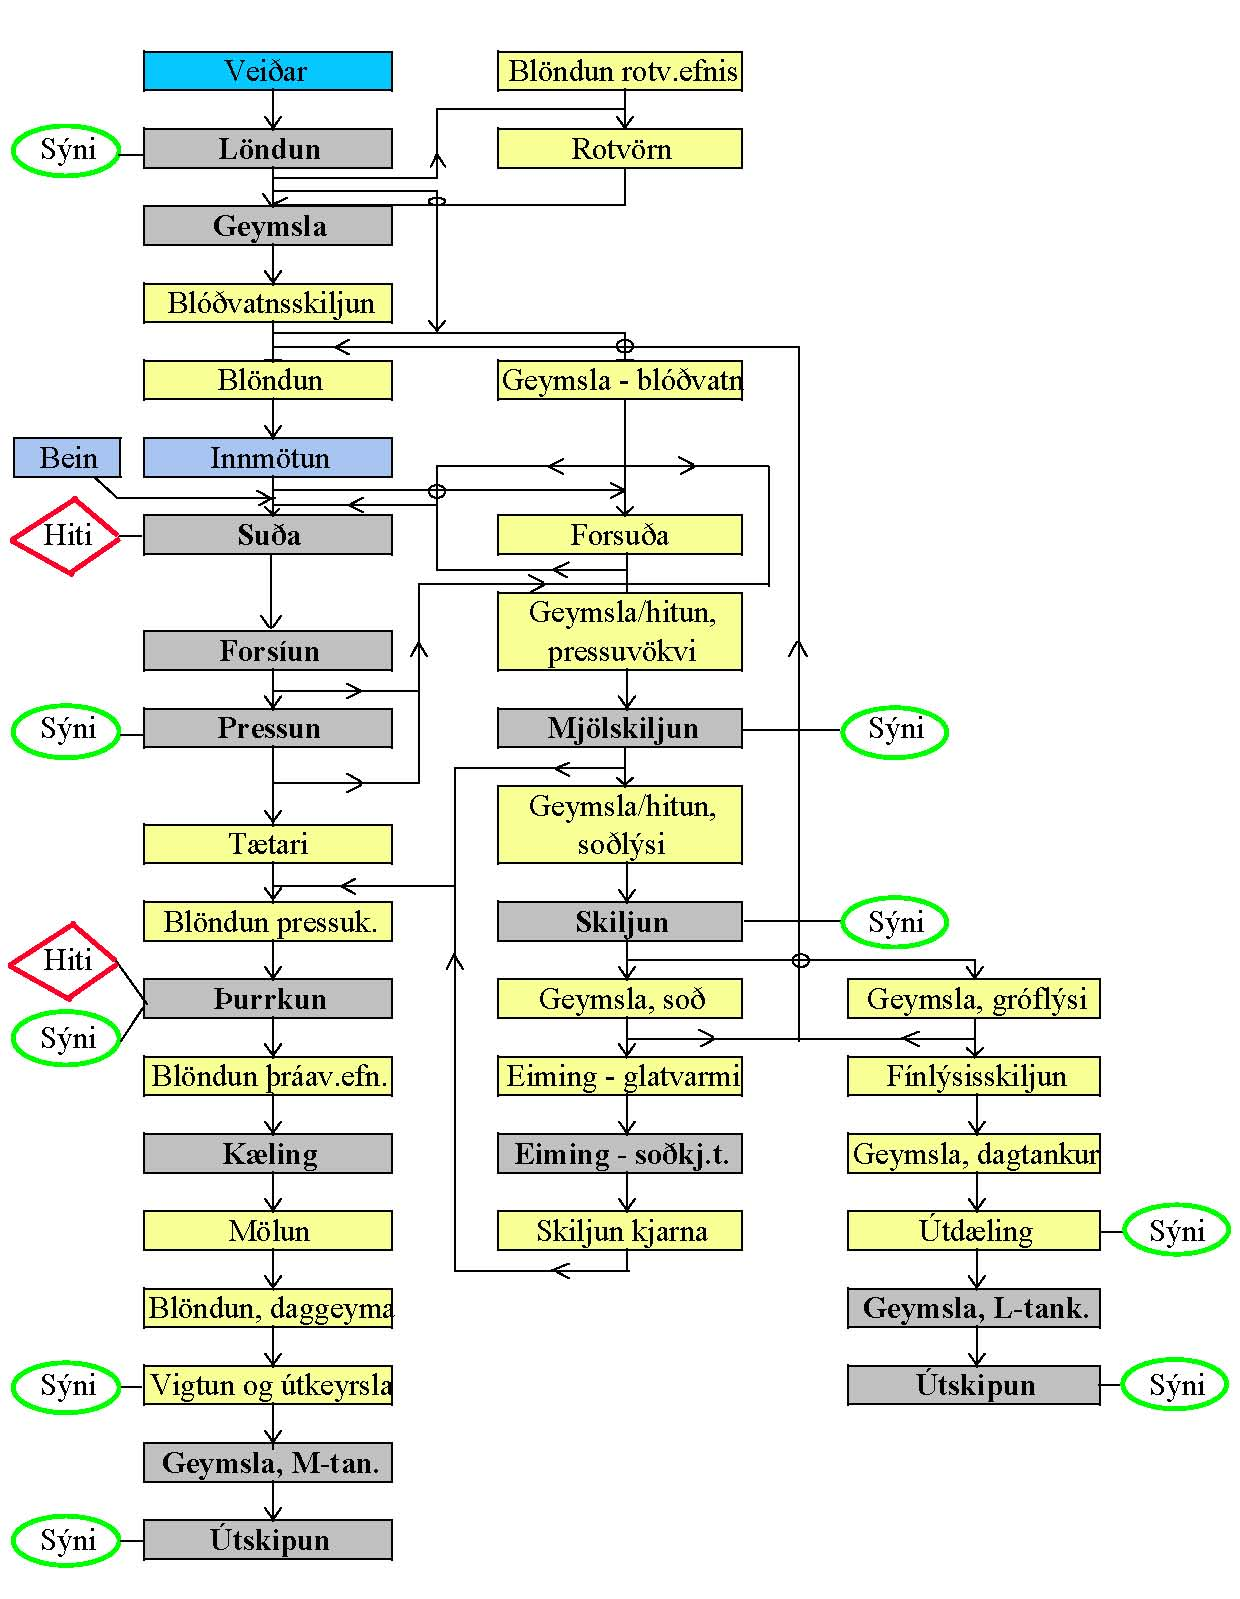 Veiðar
Blöndun rotv.efnis
Sýni
Löndun
Rotvörn
Geymsla
Blóðvatnsskiljun
Blöndun
Geymsla - blóðvatn
Bein
Innmötun
Hiti
Suða
Forsuða
Geymsla/hitun,
pressuvökvi
Forsíun
Sýni
Pressun
Mjölskiljun
Sýni
Geymsla/hitun,
soðlýsi
Tætari
Blöndun pressuk.
Skiljun
Sýni
Hiti
Þurrkun
Geymsla, soð
Geymsla, gróflýsi
Sýni
Blöndun þráav.efn.
Eiming - glatvarmi
Fínlýsisskiljun
Kæling
Eiming - soðkj.t.
Geymsla, dagtankur
Mölun
Skiljun kjarna
Útdæling
Sýni
Blöndun, daggeyma
Geymsla, L-tank.
Sýni
Vigtun og útkeyrsla
Útskipun
Sýni
Geymsla, M-tan.
Sýni
Útskipun